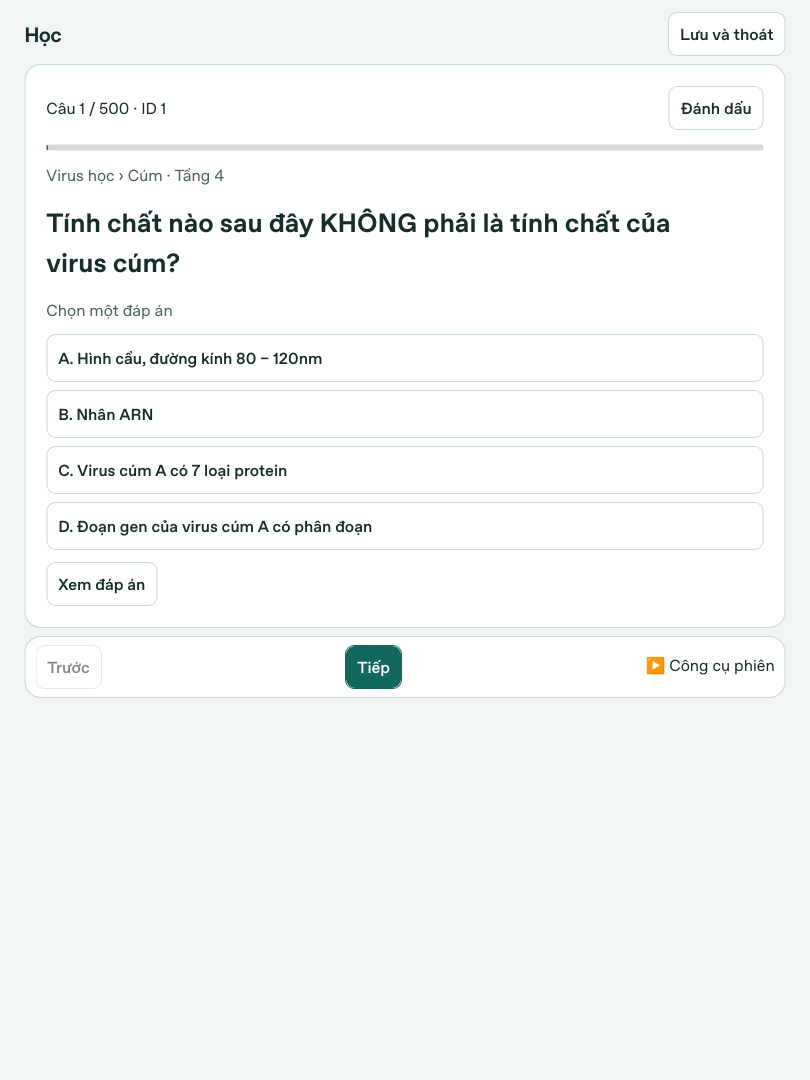 Học
Lưu và thoát
Câu 1 / 500 · ID 1
Đánh dấu
Virus học › Cúm · Tầng 4
Tính chất nào sau đây KHÔNG phải là tính chất của
virus cúm?
Chọn một đáp án
A. Hình cầu, đường kính 80 – 120nm
B. Nhân ARN
C. Virus cúm A có 7 loại protein
D. Đoạn gen của virus cúm A có phân đoạn
Xem đáp án
Trước
Tiếp
Công cụ phiên